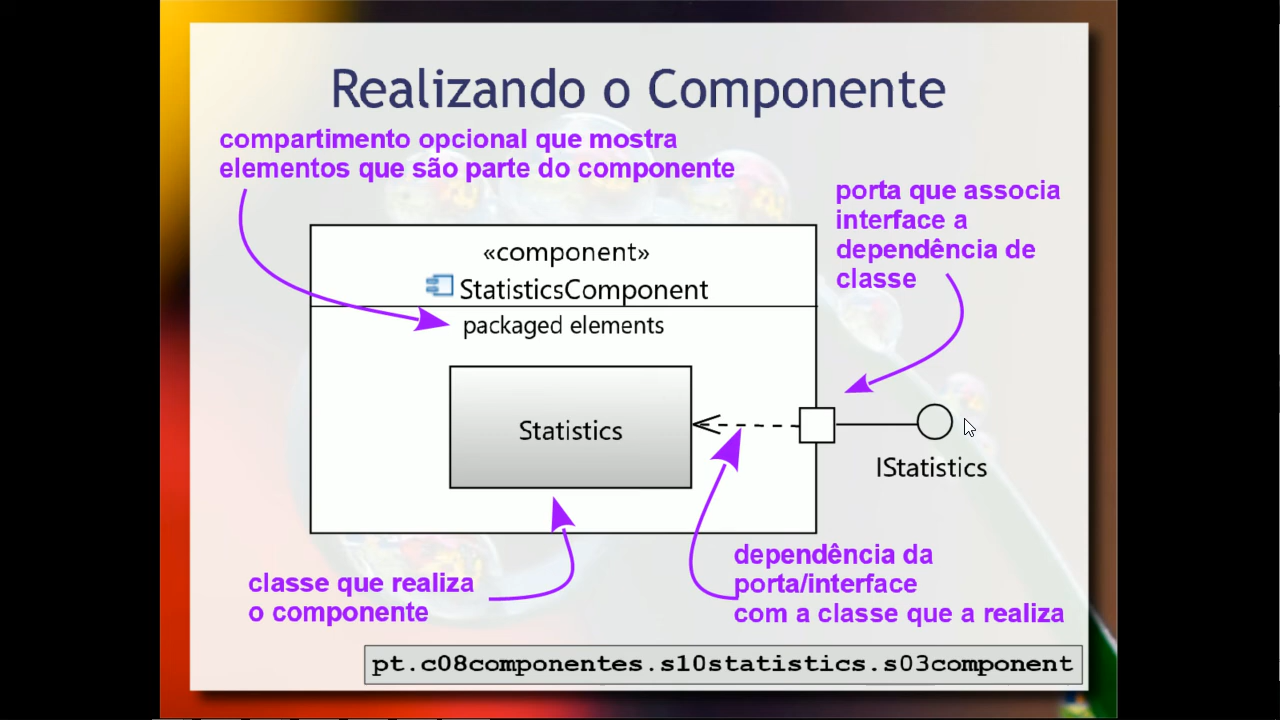 Realizando o Componente
compartimento opcional que mostra
elementos que são parte do componente
porta que associa
interface a
dependência de
classe
«component»
StatisticsComponent
packaged elements
Statistics
IStatistics
classe que realiza
o componente
dependência da
porta/interface
com a classe que a realiza
pt.c08componentes.s10statistics.s03component